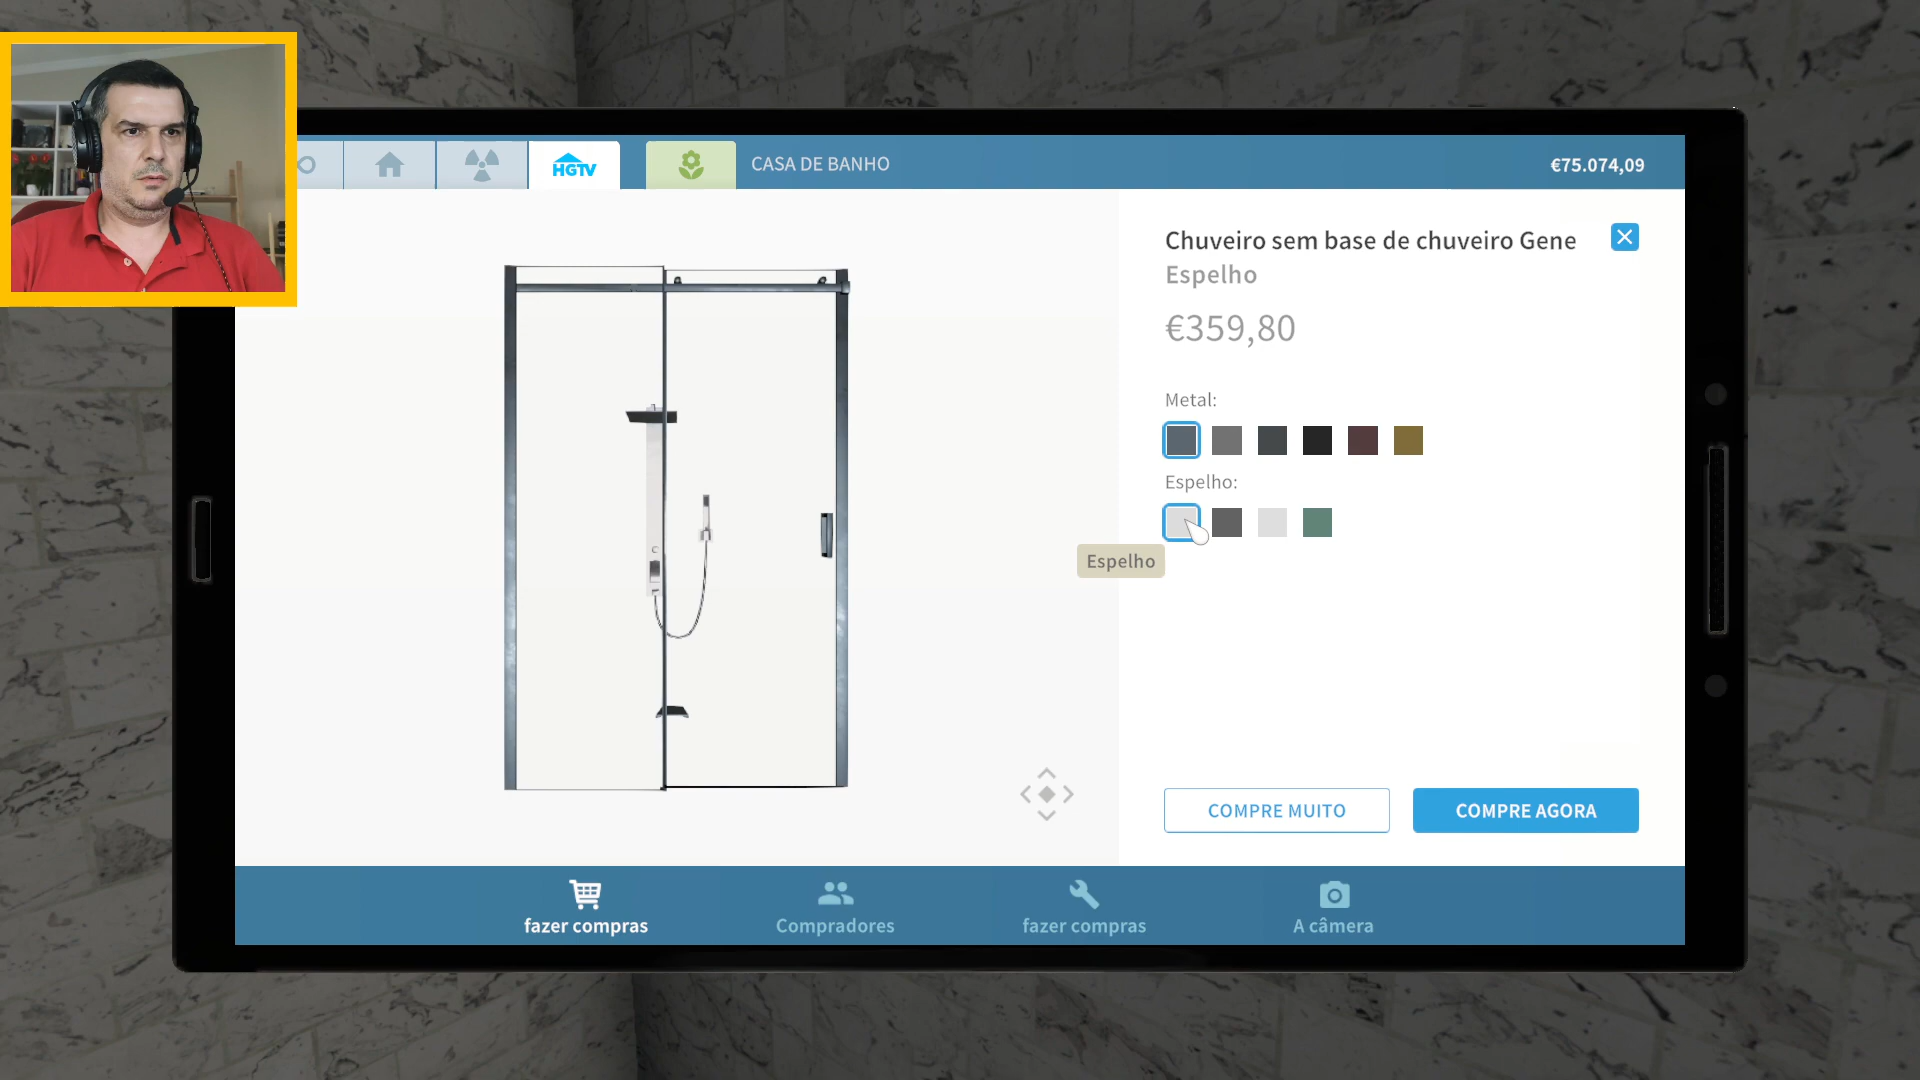 HGTV
CASA DE BANHO
€75.074,09
Chuveiro sem base de chuveiro Gene
Espelho
€359,80
Metal:
Espelho:
Espelho
COMPRE MUITO
COMPRE AGORA
fazer compras
Compradores
fazer compras
A câmera